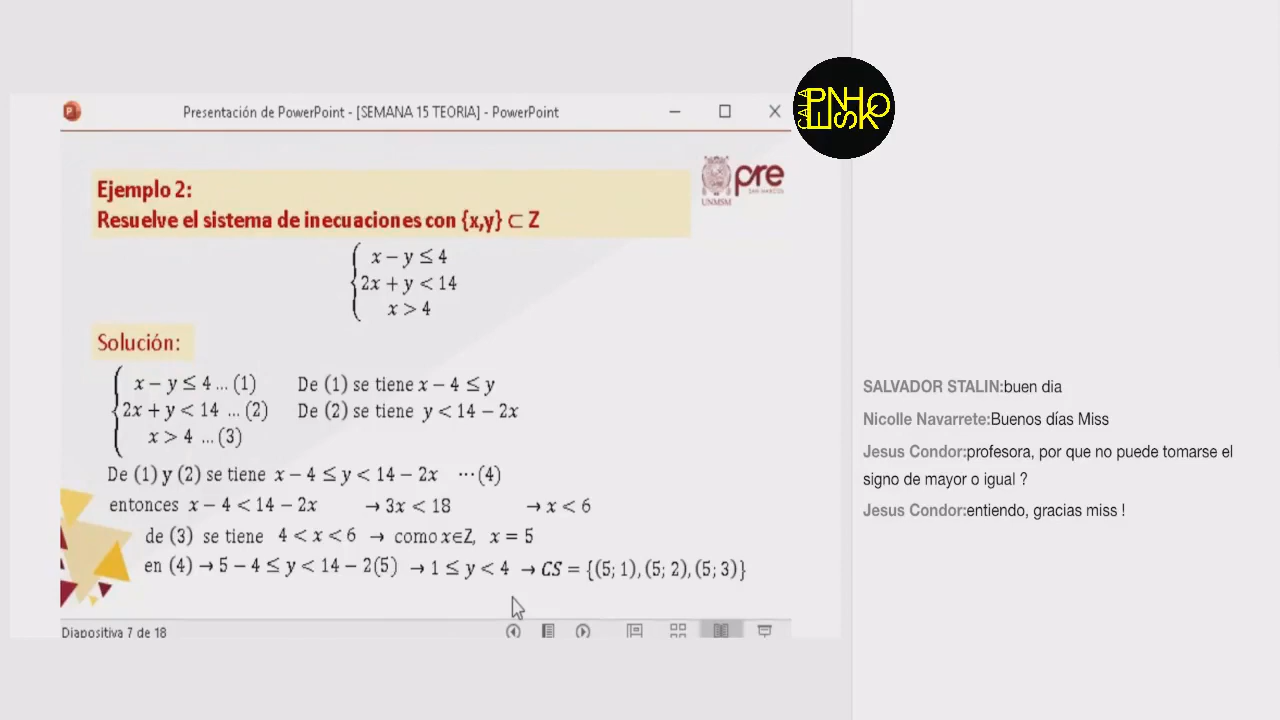 Presentación de PowerPoint - [SEMANA 15 TEORIA] - PowerPoint
CALA
PNHO
ESK
Ejemplo 2:
Resuelve el sistema de inecuaciones con {x,y} ⊂ Z
pre
SAN MARCOS
UNMSM
x − y ≤ 4
2x + y < 14
x > 4
Solución:
x − y ≤ 4 ... (1) De (1) se tiene x − 4 ≤ y
2x + y < 14 ... (2) De (2) se tiene y < 14 − 2x
x > 4 ... (3)
De (1) y (2) se tiene x − 4 ≤ y < 14 − 2x ⋯(4)
entonces x − 4 < 14 − 2x → 3x < 18 → x < 6
de (3) se tiene 4 < x < 6 → como x∈Z, x = 5
en (4) → 5 − 4 ≤ y < 14 − 2(5) → 1 ≤ y < 4 → CS = {(5; 1), (5; 2), (5; 3)}
Diapositiva 7 de 18
SALVADOR STALIN:buen dia
Nicolle Navarrete:Buenos días Miss
Jesus Condor:profesora, por que no puede tomarse el
signo de mayor o igual ?
Jesus Condor:entiendo, gracias miss !